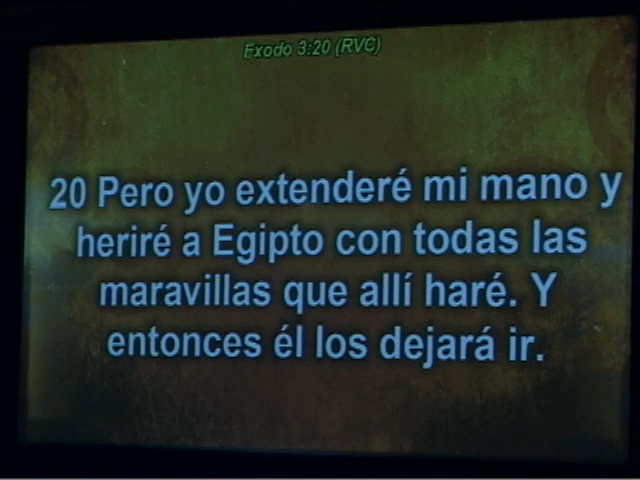 Exodo 3:20 (RVC)
20 Pero yo extenderé mi mano y
heriré a Egipto con todas las
maravillas que allí haré. Y
entonces él los dejará ir.